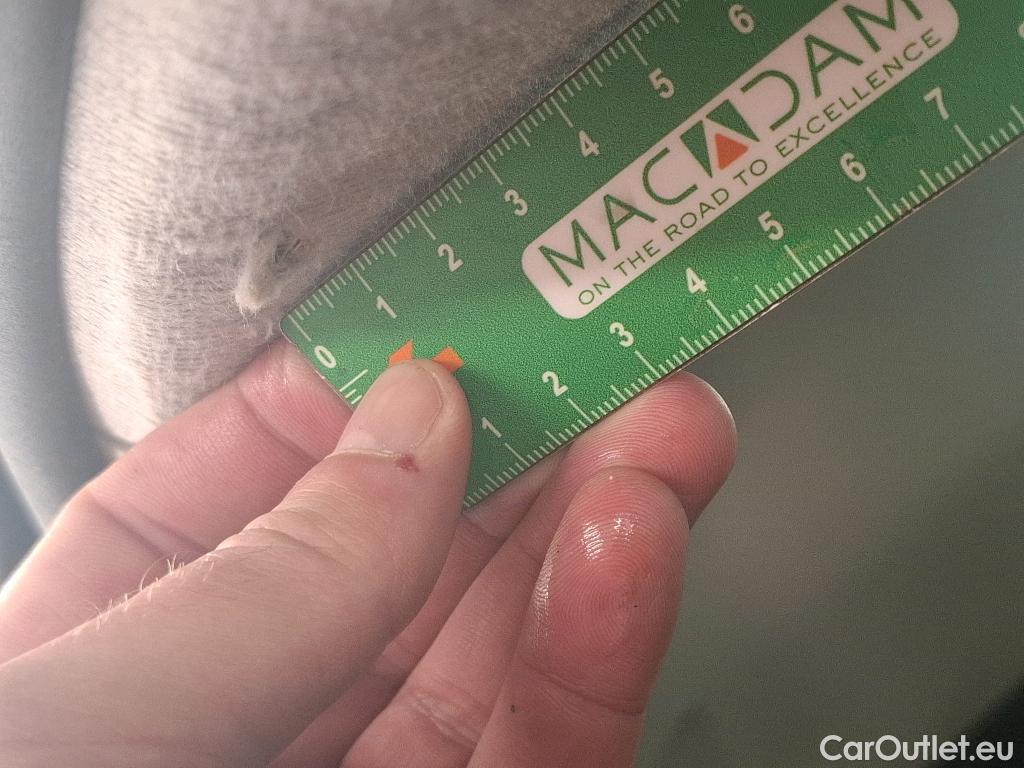 0 1 2 3 4 5 6
MACADAM
ON THE ROAD TO EXCELLENCE
1 2 3 4 5 6 7
CarOutlet.eu